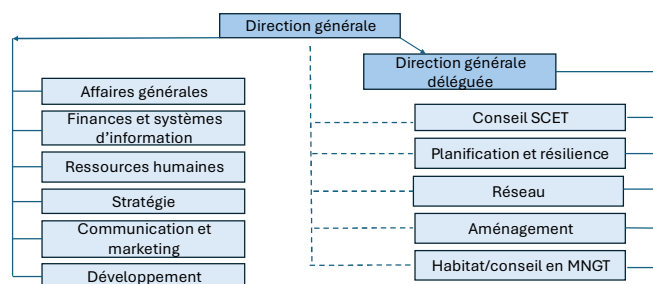 Direction générale
Direction générale
déléguée
Affaires générales
Finances et systèmes
d'information
Ressources humaines
Stratégie
Communication et
marketing
Développement
Conseil SCET
Planification et résilience
Réseau
Aménagement
Habitat/conseil en MNGT